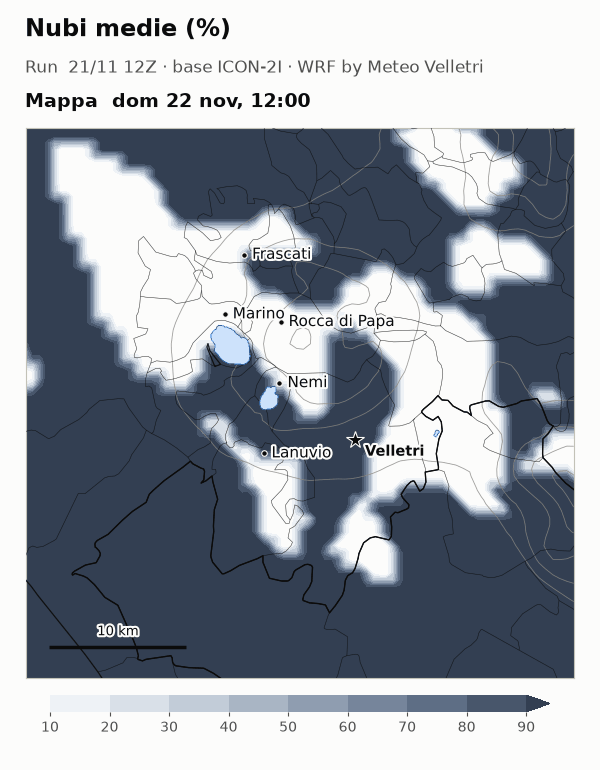 Nubi medie (%)
Run  21/11 12Z · base ICON-2I · WRF by Meteo Velletri
Mappa  dom 22 nov, 12:00
Frascati
Marino
Rocca di Papa
Nemi
Velletri
Lanuvio
10 km
10 20 30 40 50 60 70 80 90